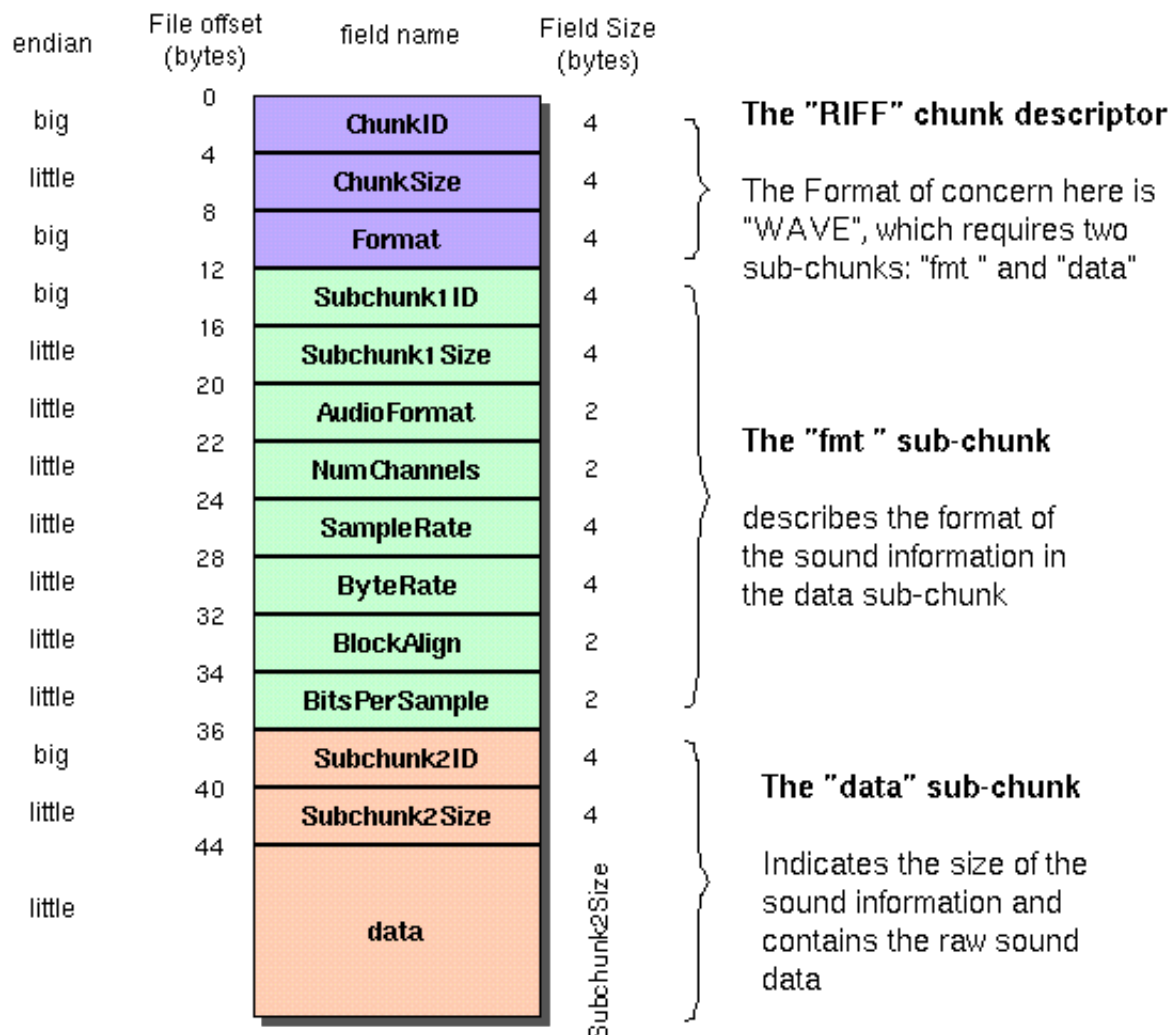 endian File offset (bytes) field name Field Size (bytes)
0
big ChunkID 4
4
little ChunkSize 4
8
big Format 4
12
big Subchunk1ID 4
16
little Subchunk1Size 4
20
little AudioFormat 2
22
little NumChannels 2
24
little SampleRate 4
28
little ByteRate 4
32
little BlockAlign 2
34
little BitsPerSample 2
36
big Subchunk2ID 4
40
little Subchunk2Size 4
44
little data Subchunk2Size
The "RIFF" chunk descriptor
The Format of concern here is
"WAVE", which requires two
sub-chunks: "fmt " and "data"
The "fmt " sub-chunk
describes the format of
the sound information in
the data sub-chunk
The "data" sub-chunk
Indicates the size of the
sound information and
contains the raw sound
data